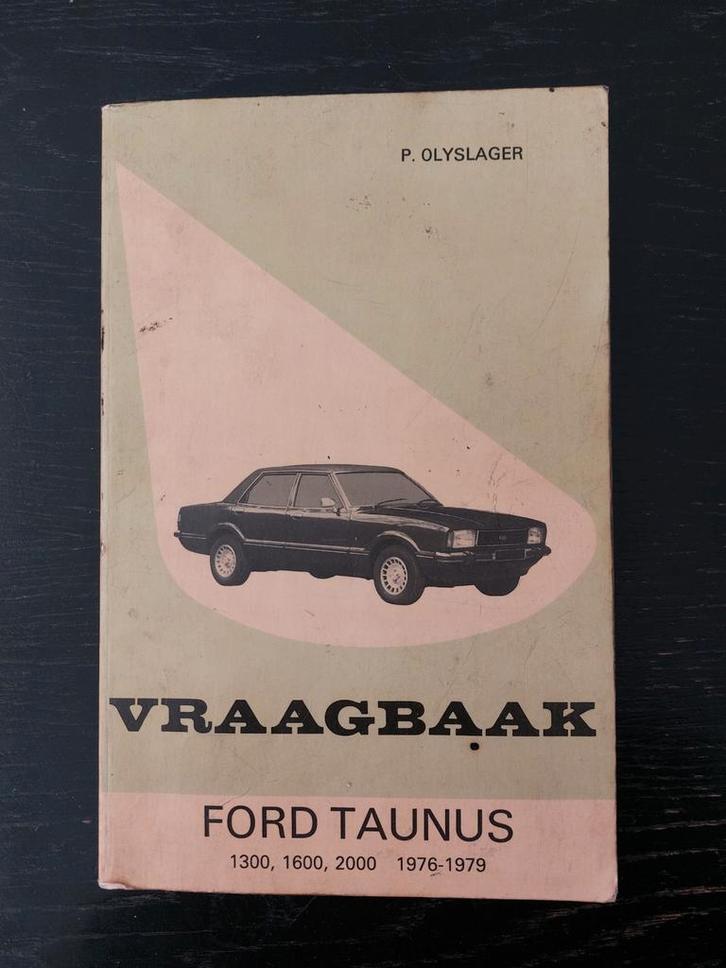 P. OLYSLAGER
VRAAGBAAK
FORD TAUNUS
1300, 1600, 2000 1976-1979